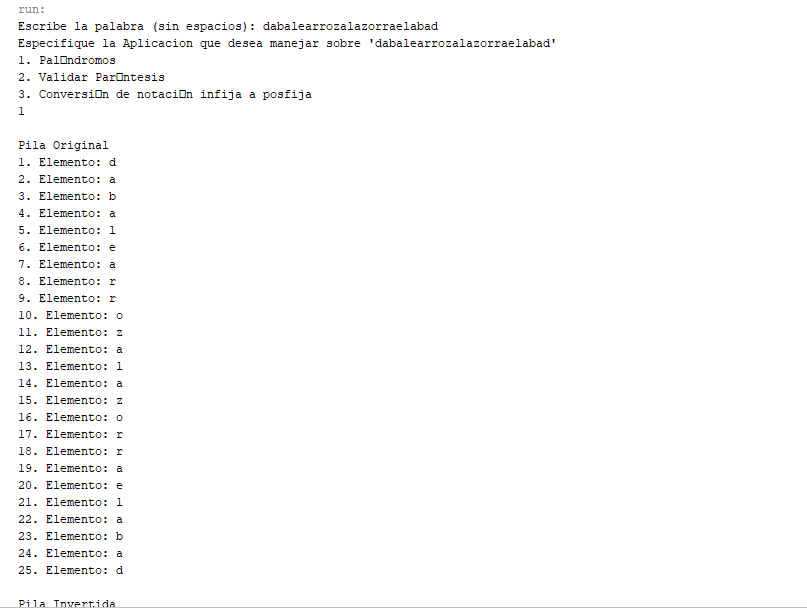 run:
Escribe la palabra (sin espacios): dabalearrozalazorraelabad
Especifique la Aplicacion que desea manejar sobre 'dabalearrozalazorraelabad'
1. Pal□ndromos
2. Validar Par□ntesis
3. Conversi□n de notaci□n infija a posfija
1
Pila Original
1. Elemento: d
2. Elemento: a
3. Elemento: b
4. Elemento: a
5. Elemento: l
6. Elemento: e
7. Elemento: a
8. Elemento: r
9. Elemento: r
10. Elemento: o
11. Elemento: z
12. Elemento: a
13. Elemento: l
14. Elemento: a
15. Elemento: z
16. Elemento: o
17. Elemento: r
18. Elemento: r
19. Elemento: a
20. Elemento: e
21. Elemento: l
22. Elemento: a
23. Elemento: b
24. Elemento: a
25. Elemento: d
Pila Invertida